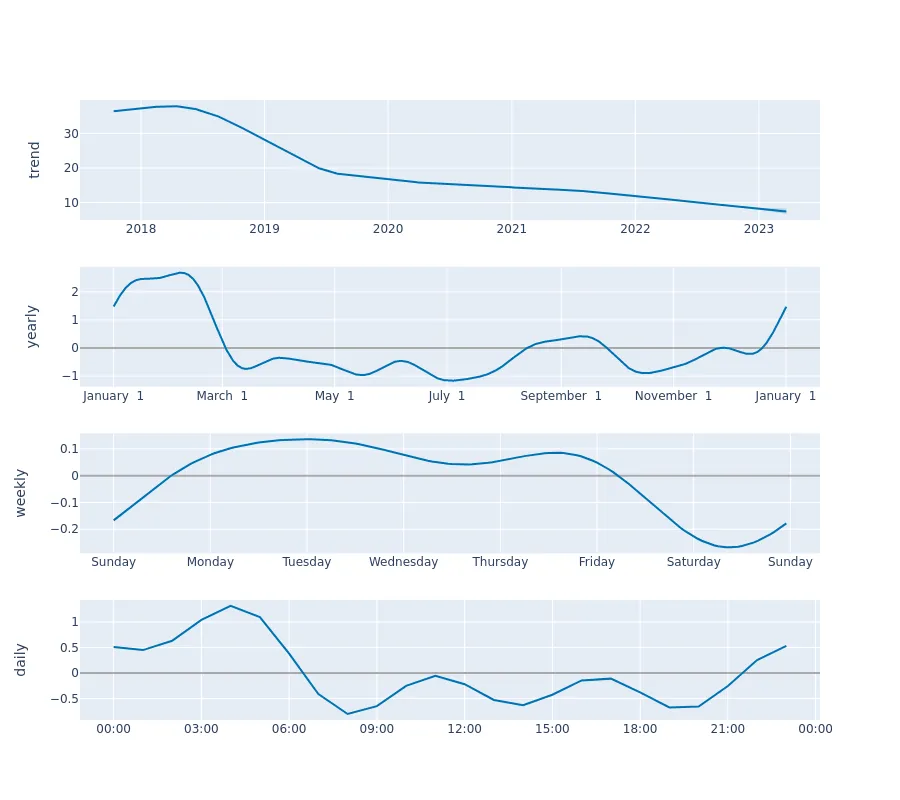 trend
30
20
10
2018 2019 2020 2021 2022 2023
yearly
2
1
0
−1
January 1 March 1 May 1 July 1 September 1 November 1 January 1
weekly
0.1
0
−0.1
−0.2
Sunday Monday Tuesday Wednesday Thursday Friday Saturday Sunday
daily
1
0.5
0
−0.5
00:00 03:00 06:00 09:00 12:00 15:00 18:00 21:00 00:00